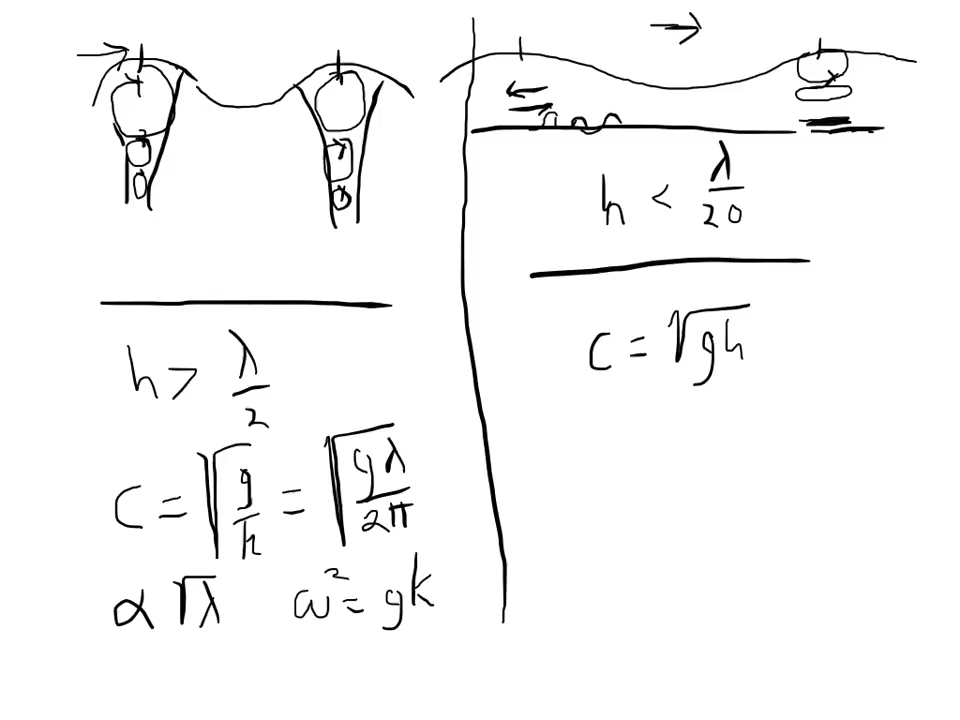 h > λ/2
c = √(g/h) = √(gλ/2π)
α √λ ω² = gk
h < λ/20
c = √gh